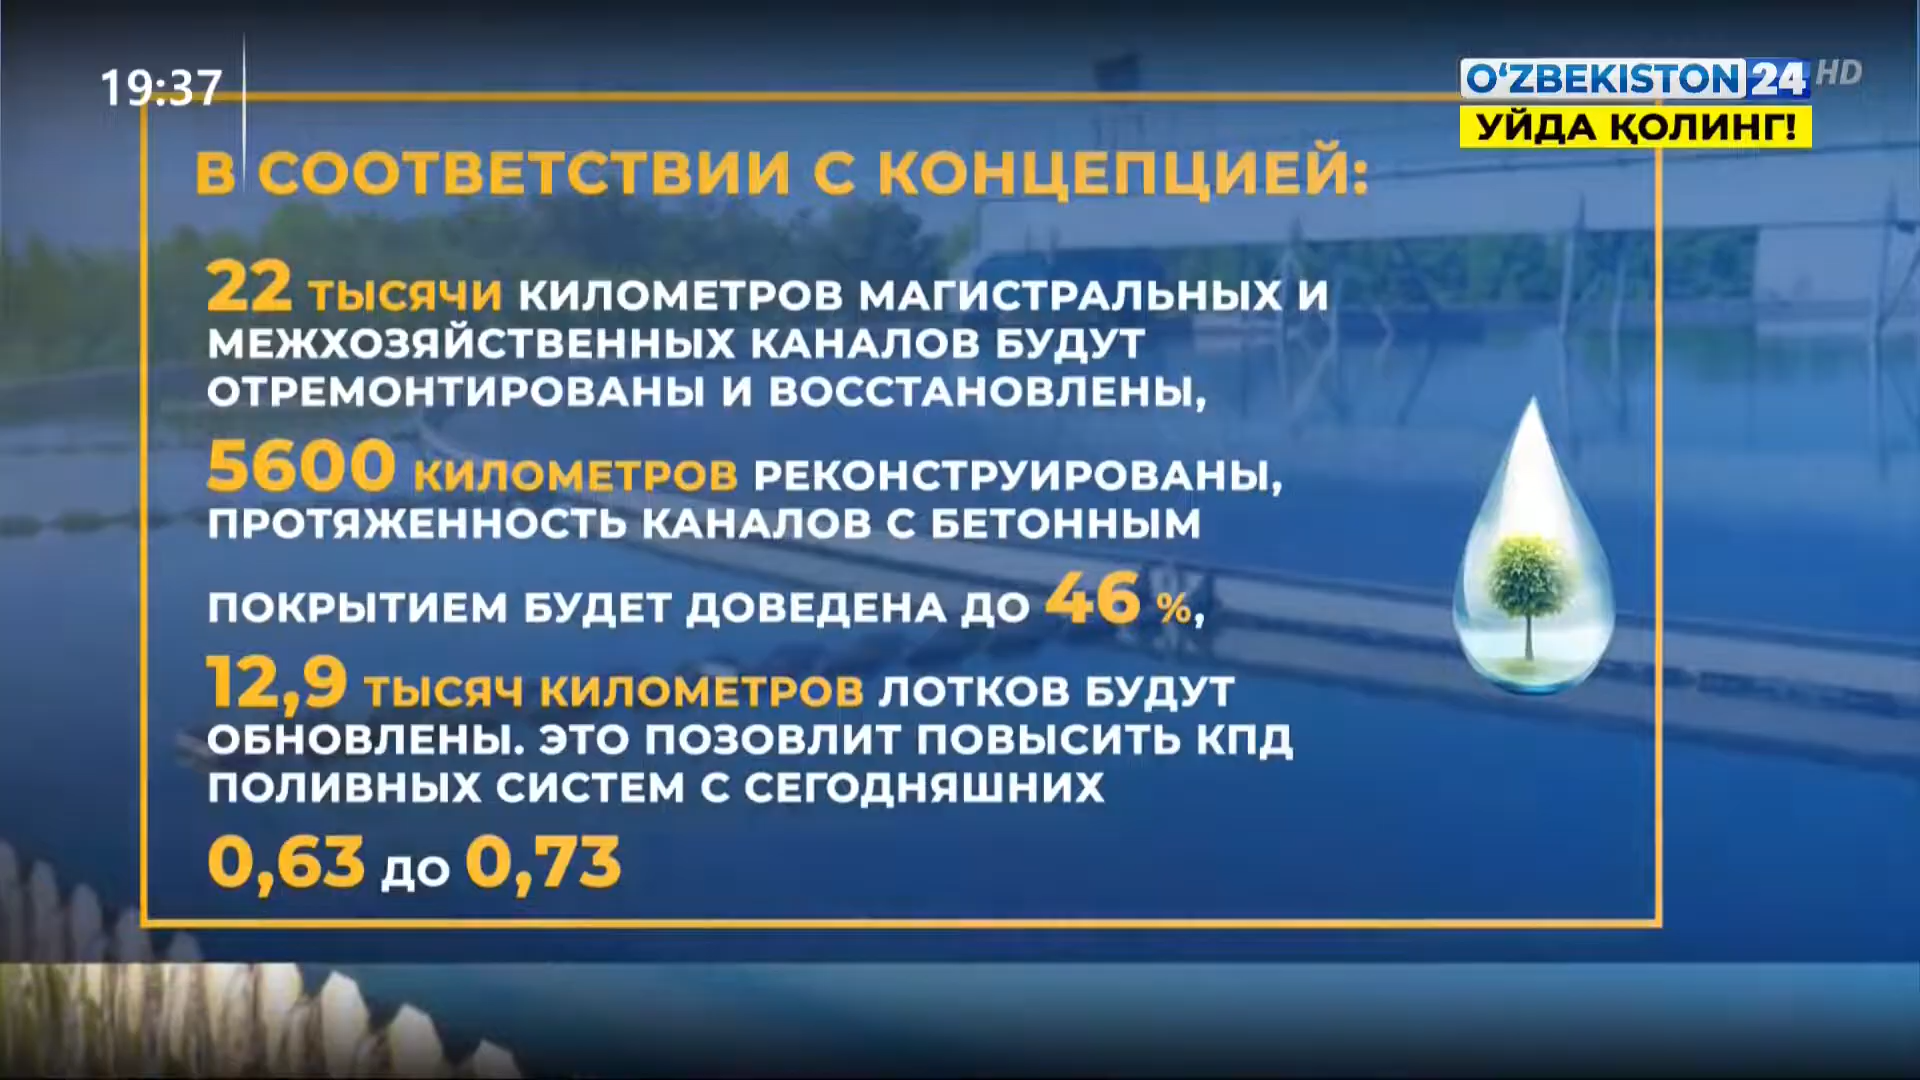 19:37
O‘ZBEKISTON 24 HD
УЙДА ҚОЛИНГ!
В СООТВЕТСТВИИ С КОНЦЕПЦИЕЙ:
22 ТЫСЯЧИ КИЛОМЕТРОВ МАГИСТРАЛЬНЫХ И
МЕЖХОЗЯЙСТВЕННЫХ КАНАЛОВ БУДУТ
ОТРЕМОНТИРОВАНЫ И ВОССТАНОВЛЕНЫ,
5600 КИЛОМЕТРОВ РЕКОНСТРУИРОВАНЫ,
ПРОТЯЖЕННОСТЬ КАНАЛОВ С БЕТОННЫМ
ПОКРЫТИЕМ БУДЕТ ДОВЕДЕНА ДО 46 %,
12,9 ТЫСЯЧ КИЛОМЕТРОВ ЛОТКОВ БУДУТ
ОБНОВЛЕНЫ. ЭТО ПОЗОВЛИТ ПОВЫСИТЬ КПД
ПОЛИВНЫХ СИСТЕМ С СЕГОДНЯШНИХ
0,63 ДО 0,73